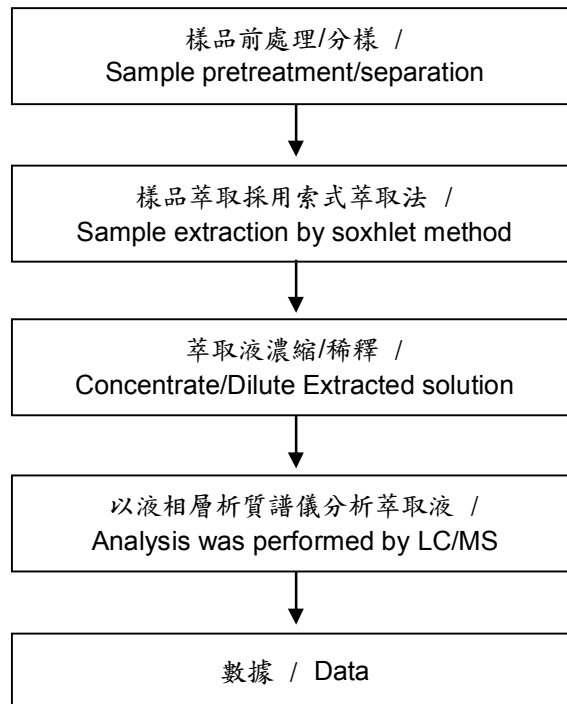 樣品前處理/分樣 /
Sample pretreatment/separation
樣品萃取採用索式萃取法 /
Sample extraction by soxhlet method
萃取液濃縮/稀釋 /
Concentrate/Dilute Extracted solution
以液相層析質譜儀分析萃取液 /
Analysis was performed by LC/MS
數據 / Data